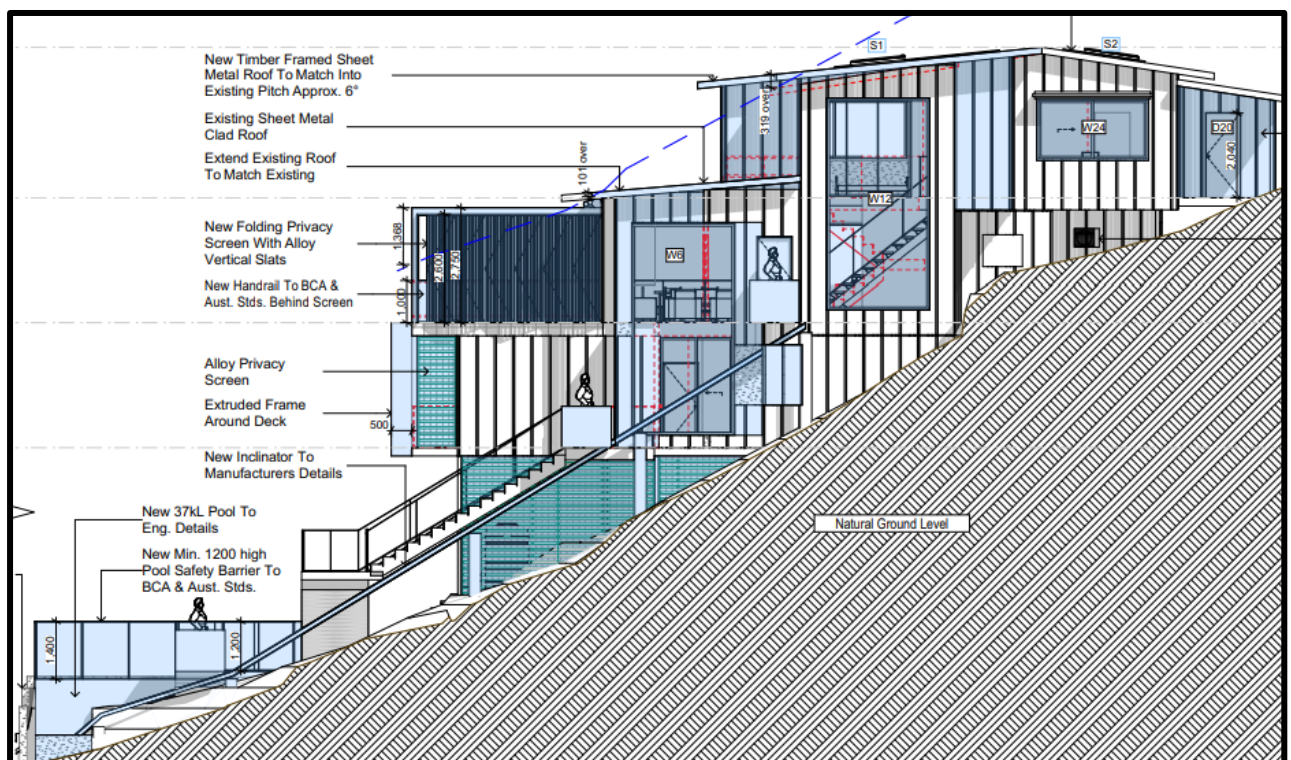 S1
S2
New Timber Framed Sheet
Metal Roof To Match Into
Existing Pitch Approx. 6°
319 over
Existing Sheet Metal
Clad Roof
W24
D20
2,040
Extend Existing Roof
To Match Existing
101 over
W12
New Folding Privacy
Screen With Alloy
Vertical Slats
1,368
2,600
2,750
W6
New Handrail To BCA &
Aust. Stds. Behind Screen
1,000
Alloy Privacy
Screen
Extruded Frame
Around Deck
500
New Inclinator To
Manufacturers Details
New 37kL Pool To
Eng. Details
Natural Ground Level
New Min. 1200 high
Pool Safety Barrier To
BCA & Aust. Stds.
1,400
1,200